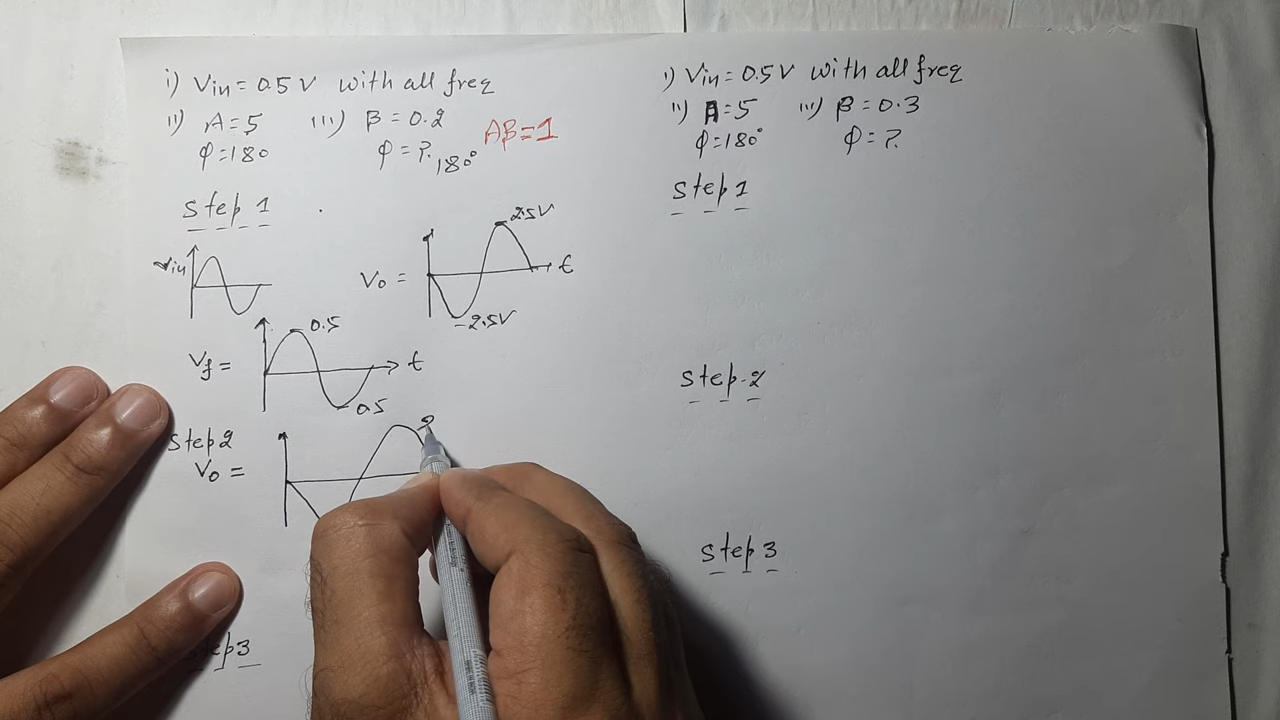 i) Vin = 0.5 V with all freq
ii) A = 5 iii) β = 0.2 Aβ = 1
φ = 180 φ = ?. 180°
Step 1
Vin
Vo = 2.5V t
-2.5V
Vf = 0.5 t
0.5
Step 2
Vo =
Step 3
i) Vin = 0.5 V with all freq
ii) A = 5 iii) β = 0.3
φ = 180° φ = ?
Step 1
Step-2
Step 3